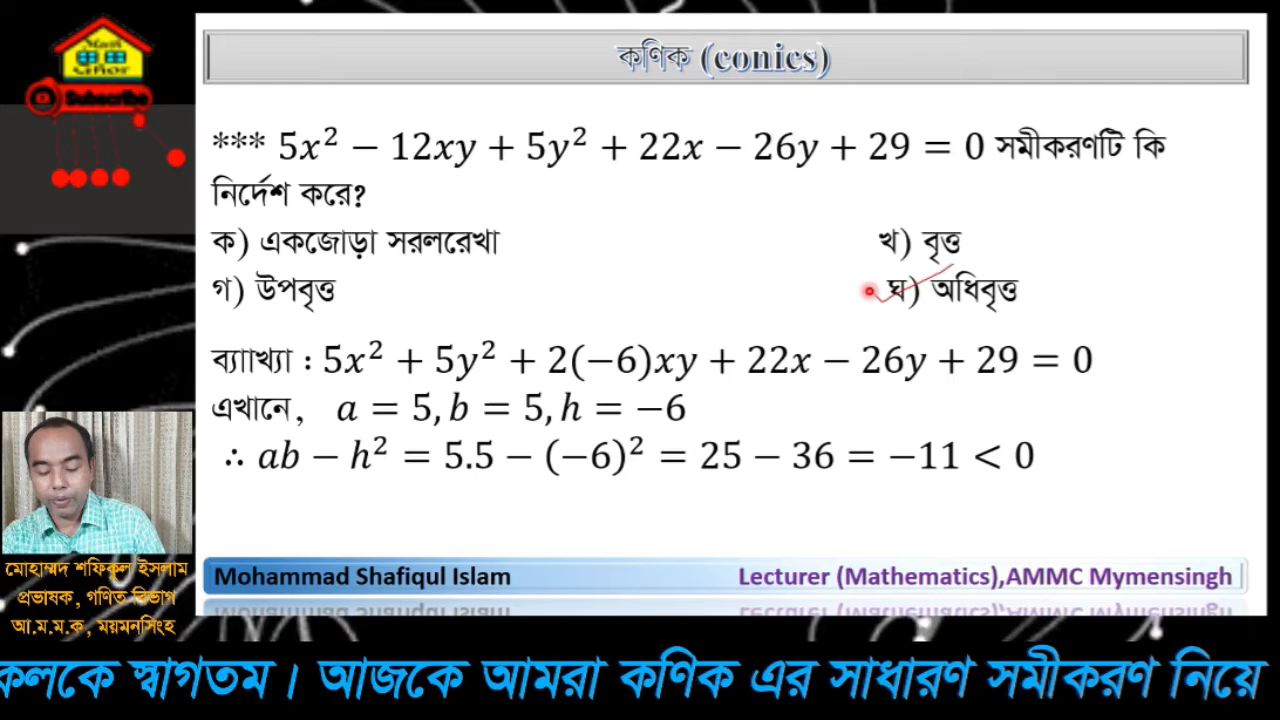 Subscribe
কণিক (conics)
*** 5x² − 12xy + 5y² + 22x − 26y + 29 = 0 সমীকরণটি কি
নির্দেশ করে?
ক) একজোড়া সরলরেখা খ) বৃত্ত
গ) উপবৃত্ত ঘ) অধিবৃত্ত
ব্যাাখ্যা : 5x² + 5y² + 2(−6)xy + 22x − 26y + 29 = 0
এখানে, a = 5, b = 5, h = −6
∴ ab − h² = 5.5 − (−6)² = 25 − 36 = −11 < 0
Mohammad Shafiqul Islam Lecturer (Mathematics),AMMC Mymensingh
মোহাম্মদ শফিকুল ইসলাম
প্রভাষক, গণিত বিভাগ
আ.ম.ম.ক, ময়মনসিংহ
কলকে স্বাগতম। আজকে আমরা কণিক এর সাধারণ সমীকরণ নিয়ে